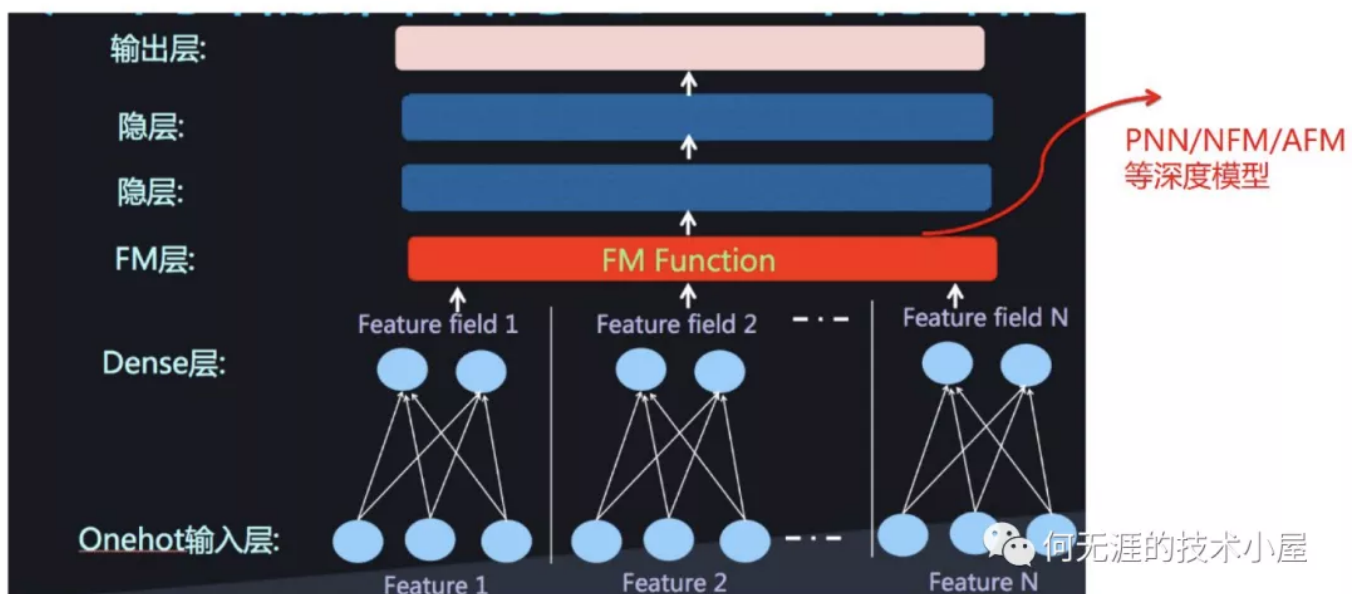 输出层:
隐层:
PNN/NFM/AFM
等深度模型
隐层:
FM层:
FM Function
Feature field 1
Feature field 2
Feature field N
Dense层:
Onehot输入层:
何无涯的技术小屋
Feature 1
Feature 2
Feature N